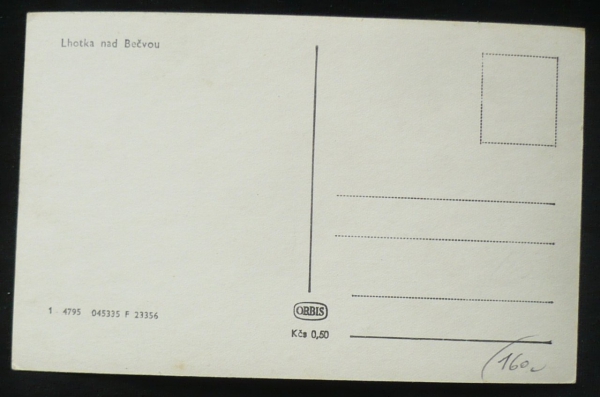 Lhotka nad Bečvou
1 4795 045335 F 23356
ORBIS
Kčs 0,50
160,-